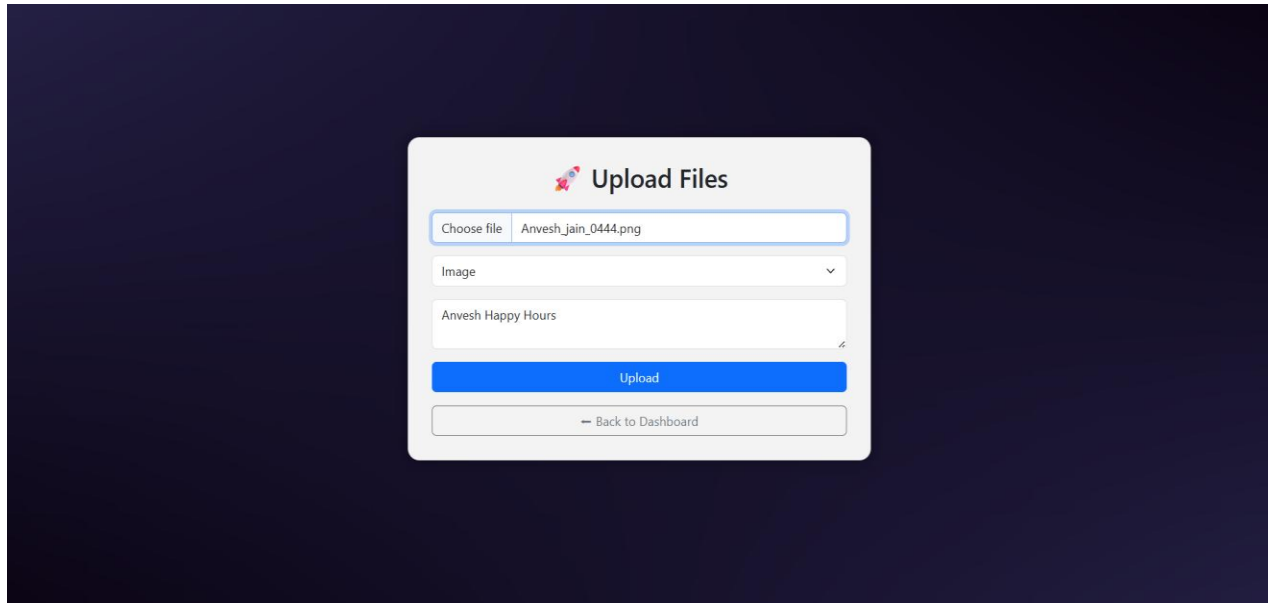 🚀 Upload Files
Choose file Anvesh_jain_0444.png
Image
Anvesh Happy Hours
Upload
← Back to Dashboard